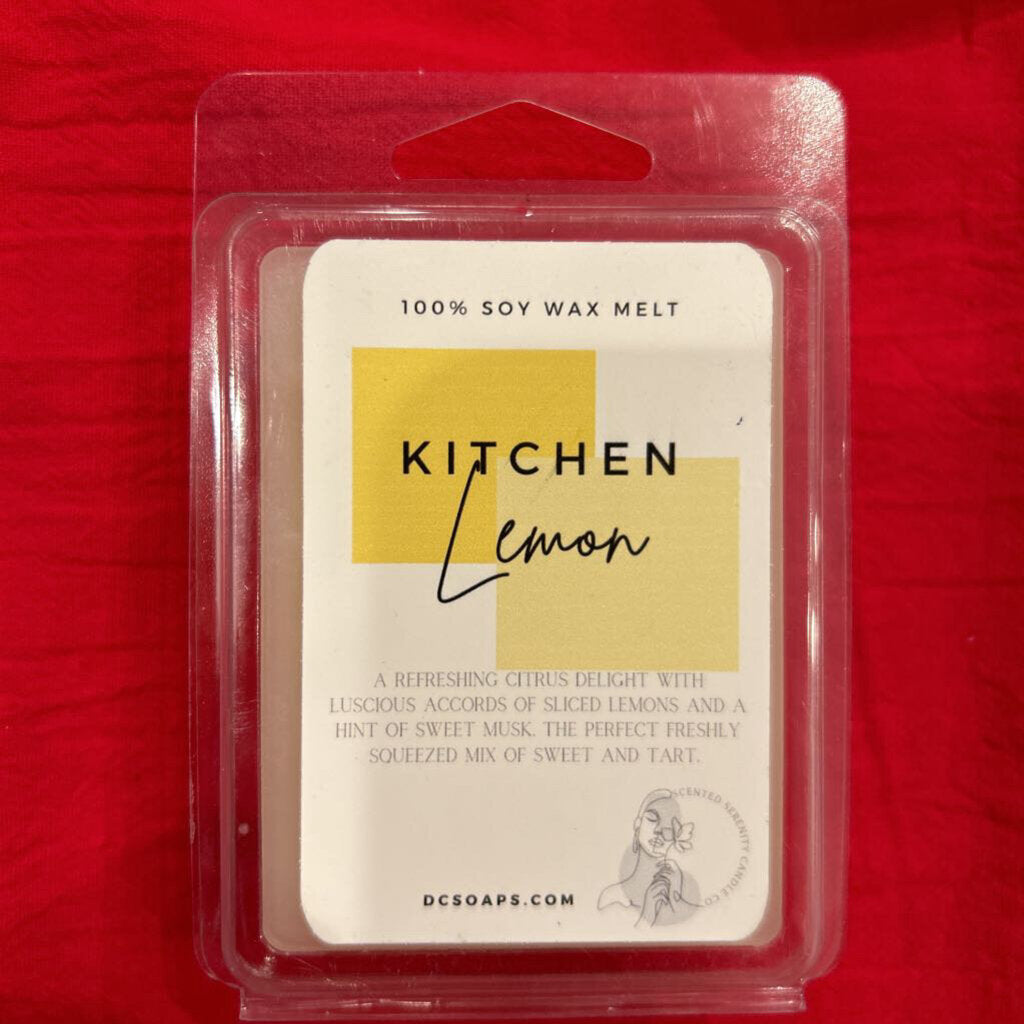 100% SOY WAX MELT
KITCHEN
Lemon
A REFRESHING CITRUS DELIGHT WITH
LUSCIOUS ACCORDS OF SLICED LEMONS AND A
HINT OF SWEET MUSK. THE PERFECT FRESHLY
SQUEEZED MIX OF SWEET AND TART.
SCENTED SERENITY CANDLE CO
DCSOAPS.COM